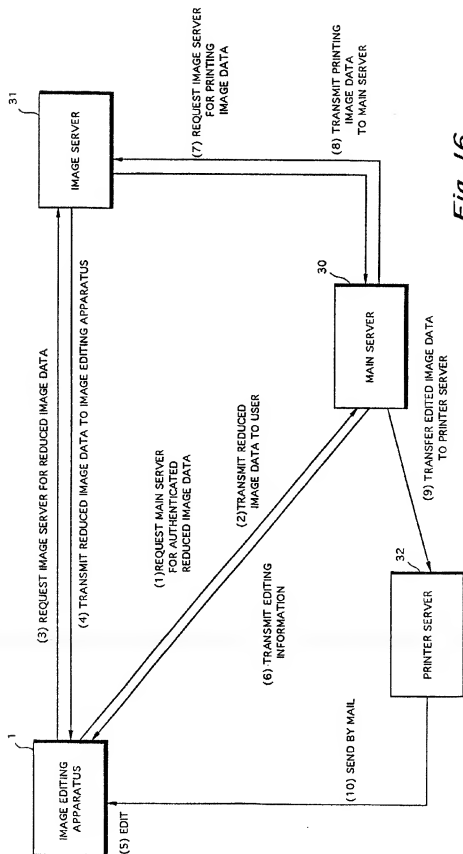 31
IMAGE SERVER
(7) REQUEST IMAGE SERVER
FOR PRINTING
IMAGE DATA
(8) TRANSMIT PRINTING
IMAGE DATA
TO MAIN SERVER
(3) REQUEST IMAGE SERVER FOR REDUCED IMAGE DATA
(4) TRANSMIT REDUCED IMAGE DATA TO IMAGE EDITING APPARATUS
30
MAIN SERVER
(1)REQUEST MAIN SERVER
FOR AUTHENTICATED
REDUCED IMAGE DATA
(2)TRANSMIT REDUCED
IMAGE DATA TO USER
(6) TRANSMIT EDITING
INFORMATION
(9) TRANSFER EDITED IMAGE DATA
TO PRINTER SERVER
32
PRINTER SERVER
1
IMAGE EDITING
APPARATUS
(5) EDIT
(10) SEND BY MAIL
Fig. 16